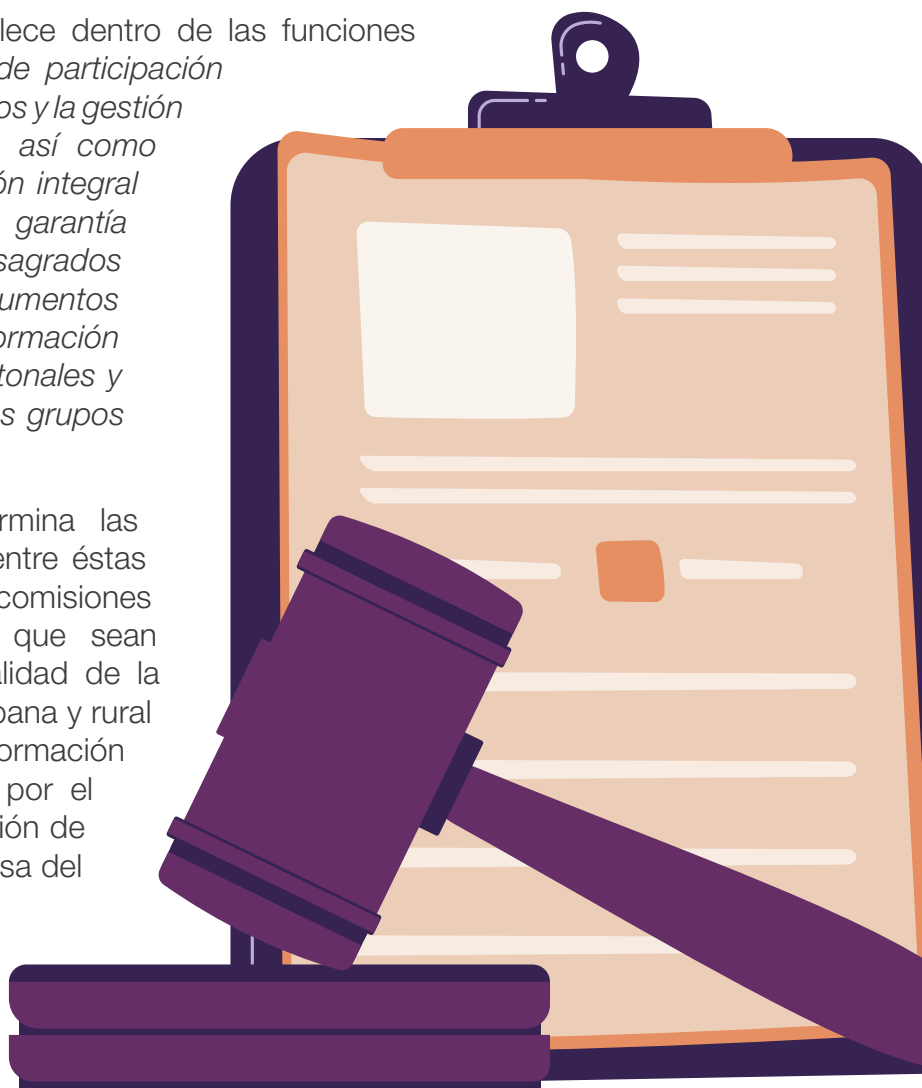 lece dentro de las funciones
de participación
os y la gestión
así como
ón integral
garantía
sagrados
umentos
ormación
tonales y
s grupos
rmina las
entre éstas
comisiones
que sean
alidad de la
bana y rural
ormación
por el
ión de
sa del